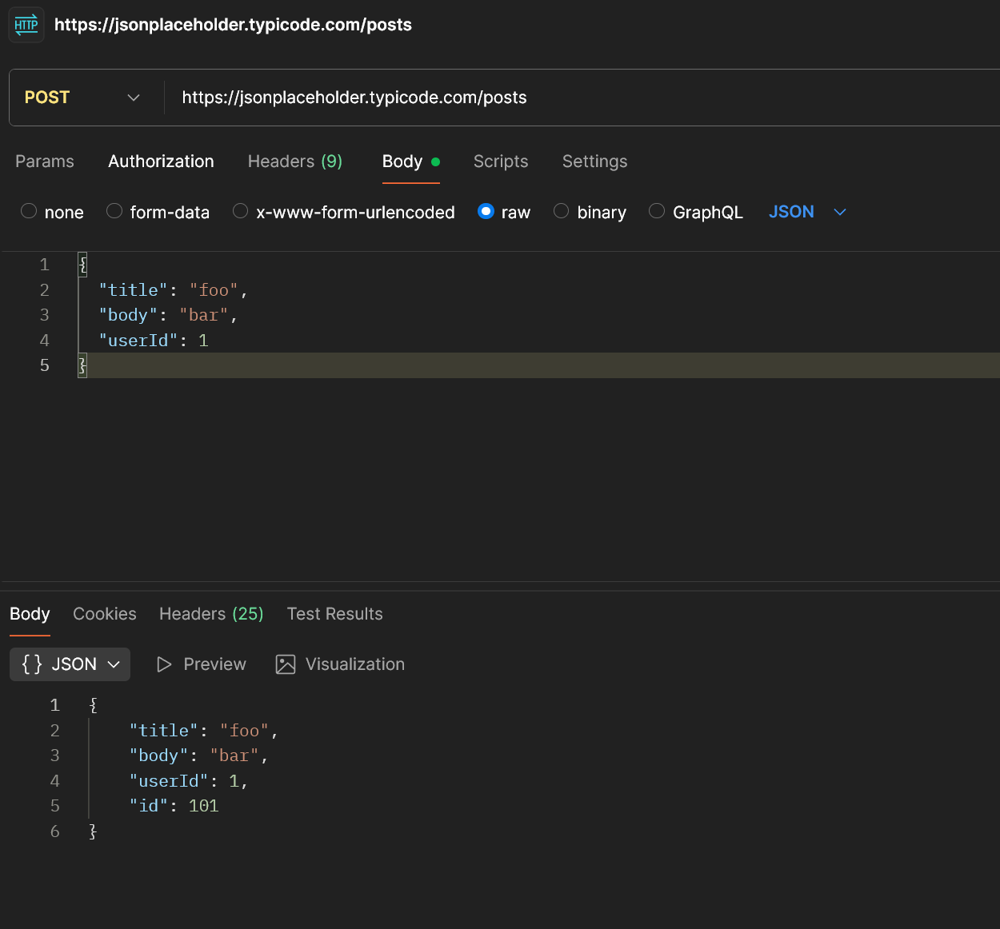 HTTP https://jsonplaceholder.typicode.com/posts
POST https://jsonplaceholder.typicode.com/posts
Params Authorization Headers (9) Body Scripts Settings
none form-data x-www-form-urlencoded raw binary GraphQL JSON
1 {
2 "title": "foo",
3 "body": "bar",
4 "userId": 1
5 }
Body Cookies Headers (25) Test Results
{} JSON Preview Visualization
1 {
2 "title": "foo",
3 "body": "bar",
4 "userId": 1,
5 "id": 101
6 }